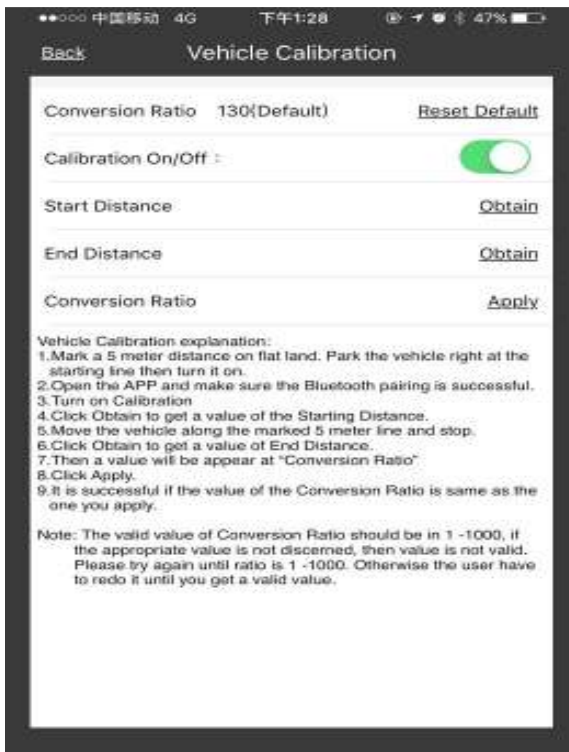 中国移动 4G 下午1:28 47%
Back Vehicle Calibration
Conversion Ratio 130(Default) Reset Default
Calibration On/Off :
Start Distance Obtain
End Distance Obtain
Conversion Ratio Apply
Vehicle Calibration explanation:
1.Mark a 5 meter distance on flat land. Park the vehicle right at the
starting line then turn it on.
2.Open the APP and make sure the Bluetooth pairing is successful.
3.Turn on Calibration
4.Click Obtain to get a value of the Starting Distance.
5.Move the vehicle along the marked 5 meter line and stop.
6.Click Obtain to get a value of End Distance.
7.Then a value will be appear at "Conversion Ratio"
8.Click Apply.
9.It is successful if the value of the Conversion Ratio is same as the
one you apply.
Note: The valid value of Conversion Ratio should be in 1 -1000, if
the appropriate value is not discerned, then value is not valid.
Please try again until ratio is 1 -1000. Otherwise the user have
to redo it until you get a valid value.